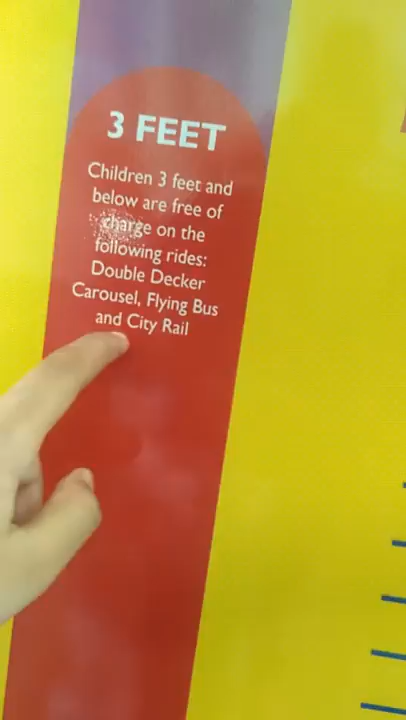 3 FEET
Children 3 feet and
below are free of
charge on the
following rides:
Double Decker
Carousel, Flying Bus
and City Rail